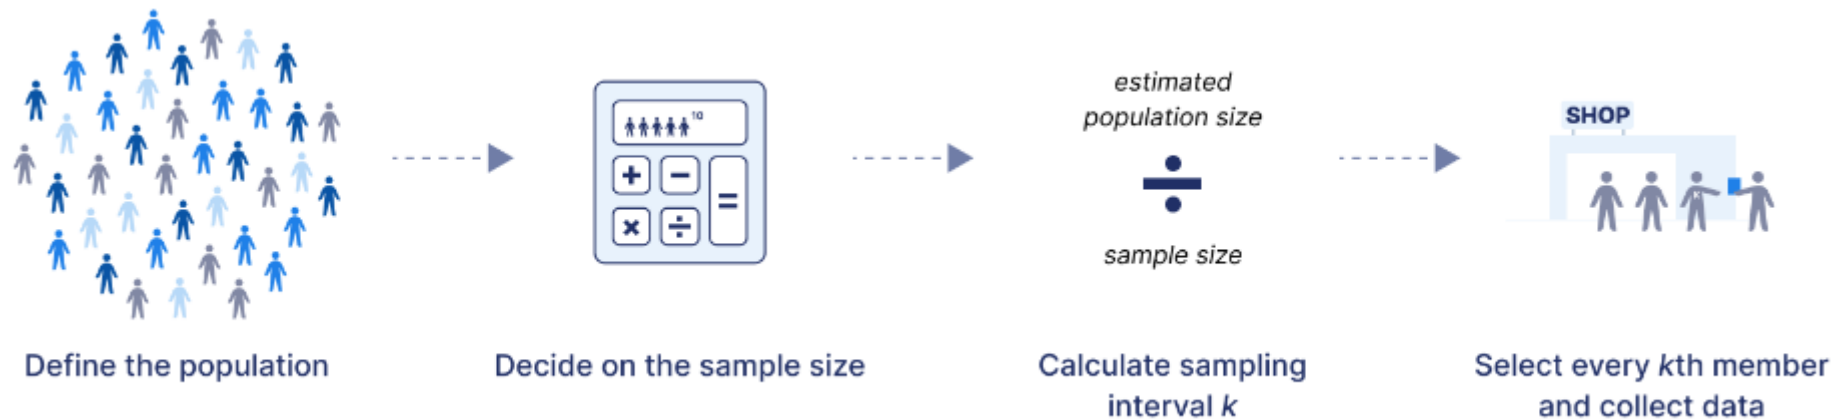 10
+
−
=
×
÷
estimated
population size
÷
sample size
SHOP
Define the population
Decide on the sample size
Calculate sampling
interval k
Select every kth member
and collect data